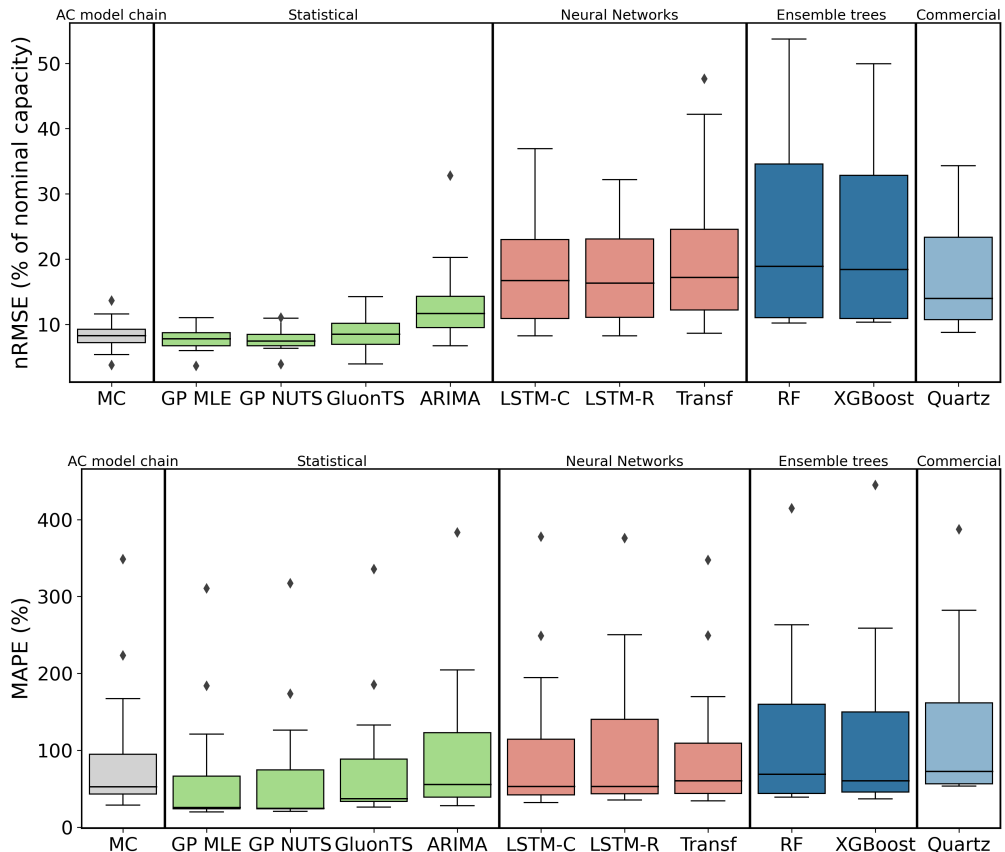 AC model chain Statistical Neural Networks Ensemble trees Commercial
nRMSE (% of nominal capacity)
50
40
30
20
10
MC GP MLE GP NUTS GluonTS ARIMA LSTM-C LSTM-R Transf RF XGBoost Quartz
AC model chain Statistical Neural Networks Ensemble trees Commercial
MAPE (%)
400
300
200
100
0
MC GP MLE GP NUTS GluonTS ARIMA LSTM-C LSTM-R Transf RF XGBoost Quartz